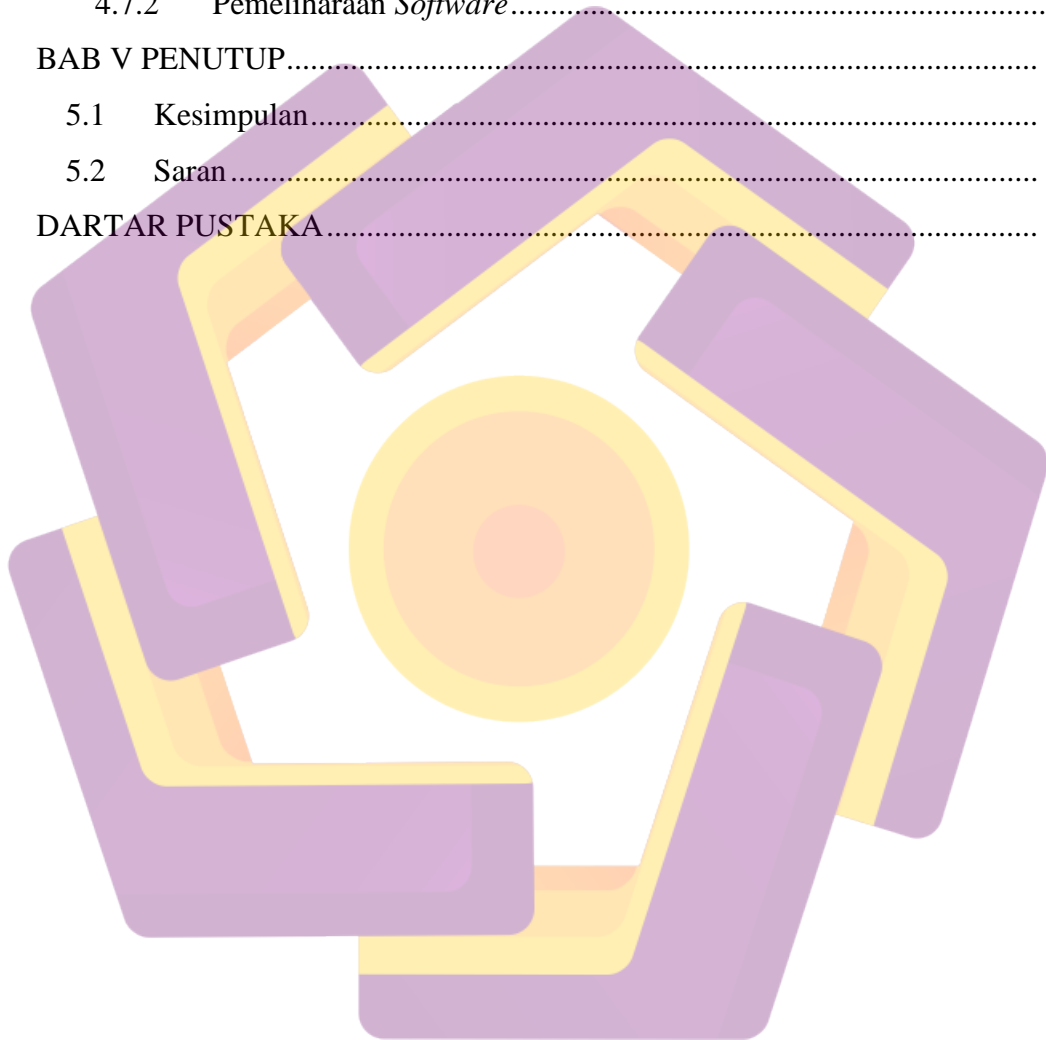 4.7.2 Pemeliharaan Software........................................................................
BAB V PENUTUP.............................................................................................
5.1 Kesimpulan...............................................................................................
5.2 Saran.........................................................................................................
DARTAR PUSTAKA.............................................................................................